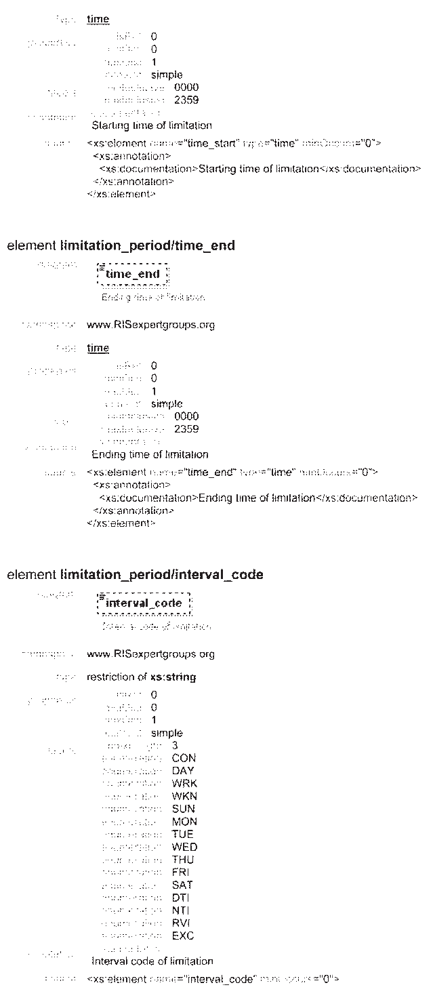 type time
properties isRef 0
minOcc 0
maxOcc 1
content simple
facets minInclusive 0000
maxInclusive 2359
annotation documentation
Starting time of limitation
source <xs:element name="time_start" type="time" minOccurs="0">
<xs:annotation>
<xs:documentation>Starting time of limitation</xs:documentation>
</xs:annotation>
</xs:element>
element limitation_period/time_end
diagram
time_end
Ending time of limitation
namespace www.RISexpertgroups.org
type time
properties isRef 0
minOcc 0
maxOcc 1
content simple
facets minInclusive 0000
maxInclusive 2359
annotation documentation
Ending time of limitation
source <xs:element name="time_end" type="time" minOccurs="0">
<xs:annotation>
<xs:documentation>Ending time of limitation</xs:documentation>
</xs:annotation>
</xs:element>
element limitation_period/interval_code
diagram
interval_code
Interval code of limitation
namespace www.RISexpertgroups org
type restriction of xs:string
properties isRef 0
minOcc 0
maxOcc 1
content simple
facets 3
enumeration CON
enumeration DAY
enumeration WRK
enumeration WKN
enumeration SUN
enumeration MON
enumeration TUE
enumeration WED
enumeration THU
enumeration FRI
enumeration SAT
enumeration DTI
enumeration NTI
enumeration RVI
enumeration EXC
annotation documentation
Interval code of limitation
source <xs:element name="interval_code" minOccurs="0">